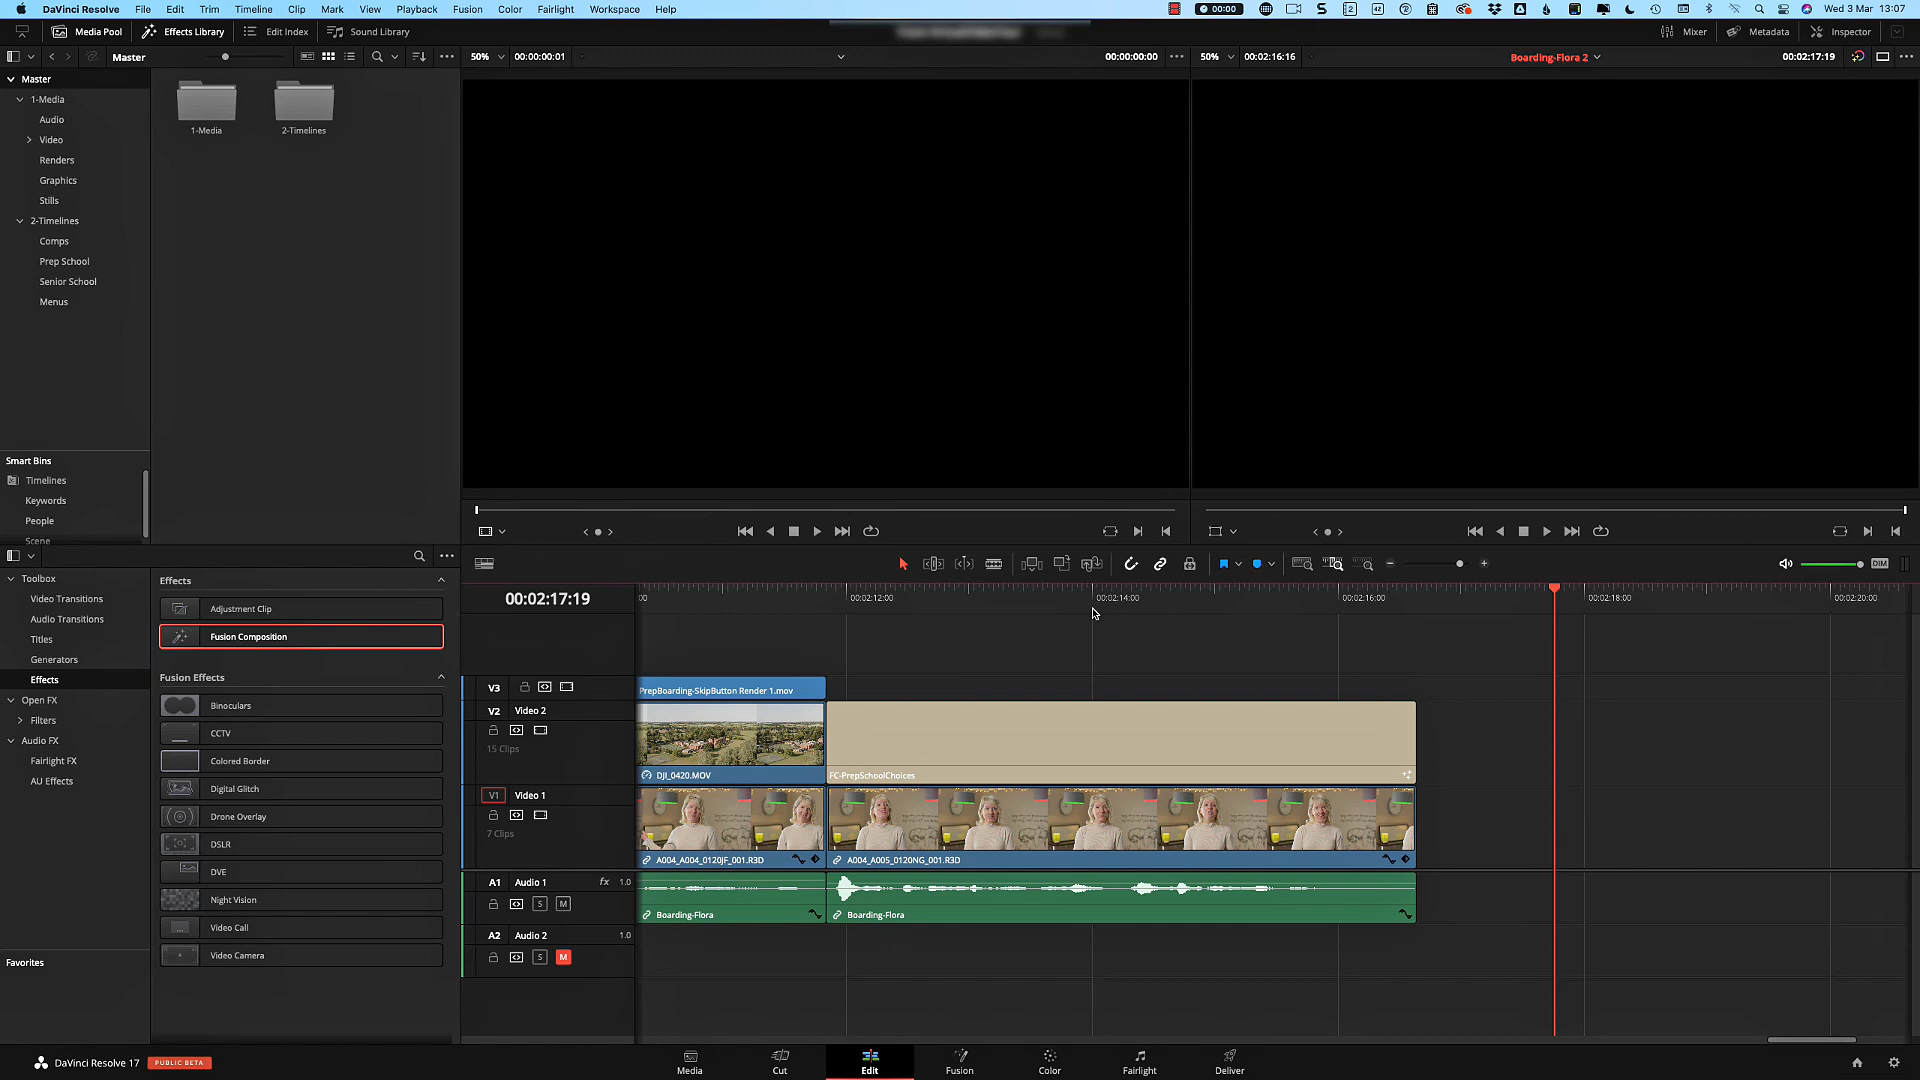 DaVinci Resolve File Edit Trim Timeline Clip Mark View Playback Fusion Color Fairlight Workspace Help 00:00 Wed 3 Mar 13:07
Media Pool Effects Library Edit Index Sound Library Mixer Metadata Inspector
Master 50% 00:00:00:01 00:00:00:00 50% 00:02:16:16 Boarding-Flora 2 00:02:17:19
Master
1-Media
Audio
Video
Renders
Graphics
Stills
2-Timelines
Comps
Prep School
Senior School
Menus
1-Media 2-Timelines
Smart Bins
Timelines
Keywords
People
Scene
Toolbox
Video Transitions
Audio Transitions
Titles
Generators
Effects
Open FX
Filters
Audio FX
Fairlight FX
AU Effects
Favorites
Effects
Adjustment Clip
Fusion Composition
Fusion Effects
Binoculars
CCTV
Colored Border
Digital Glitch
Drone Overlay
DSLR
DVE
Night Vision
Video Call
Video Camera
DIM
00:02:17:19 00 00:02:12:00 00:02:14:00 00:02:16:00 00:02:18:00 00:02:20:00
V3 PrepBoarding-SkipButton Render 1.mov
V2 Video 2
15 Clips
DJI_0420.MOV FC-PrepSchoolChoices
V1 Video 1
7 Clips
A004_A004_0120JF_001.R3D A004_A005_0120NG_001.R3D
A1 Audio 1 fx 1.0
S M
Boarding-Flora Boarding-Flora
A2 Audio 2 1.0
S M
DaVinci Resolve 17 PUBLIC BETA Media Cut Edit Fusion Color Fairlight Deliver